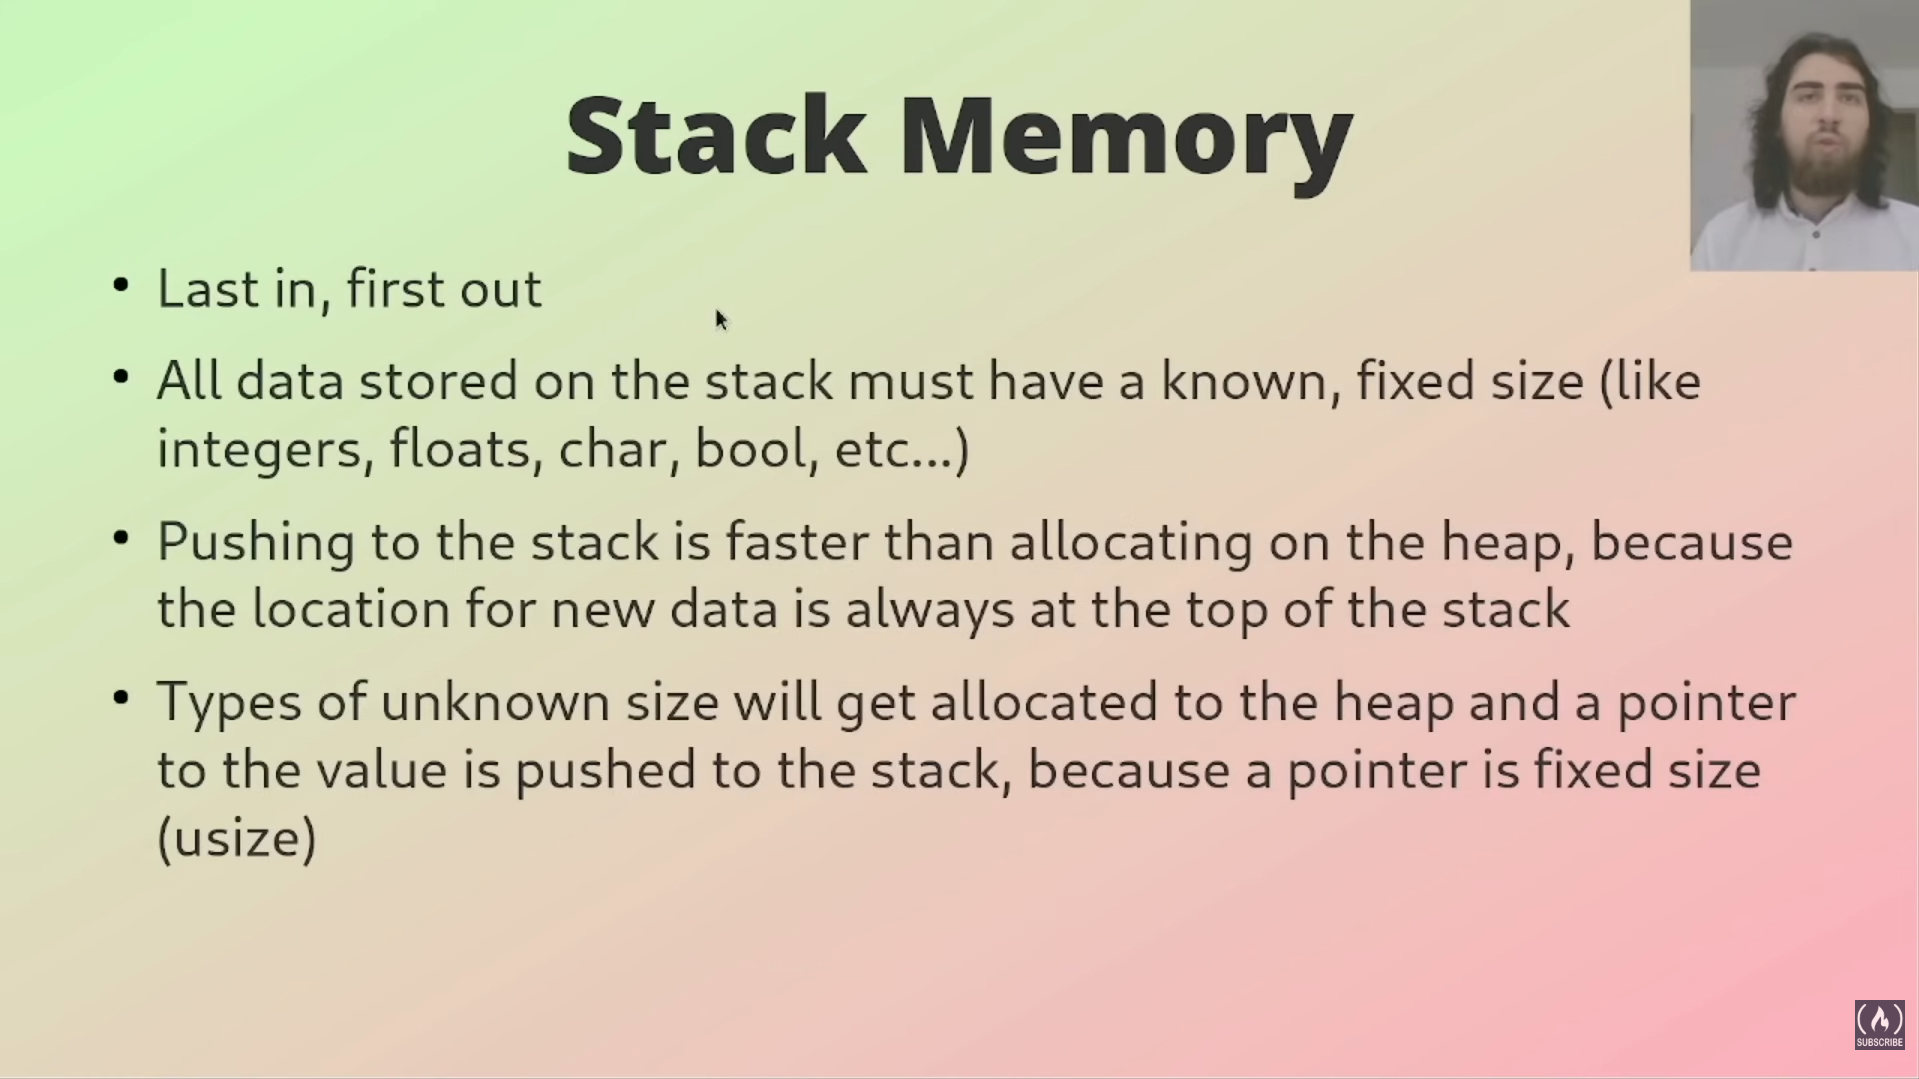 Stack Memory
• Last in, first out
• All data stored on the stack must have a known, fixed size (like
integers, floats, char, bool, etc...)
• Pushing to the stack is faster than allocating on the heap, because
the location for new data is always at the top of the stack
• Types of unknown size will get allocated to the heap and a pointer
to the value is pushed to the stack, because a pointer is fixed size
(usize)
SUBSCRIBE